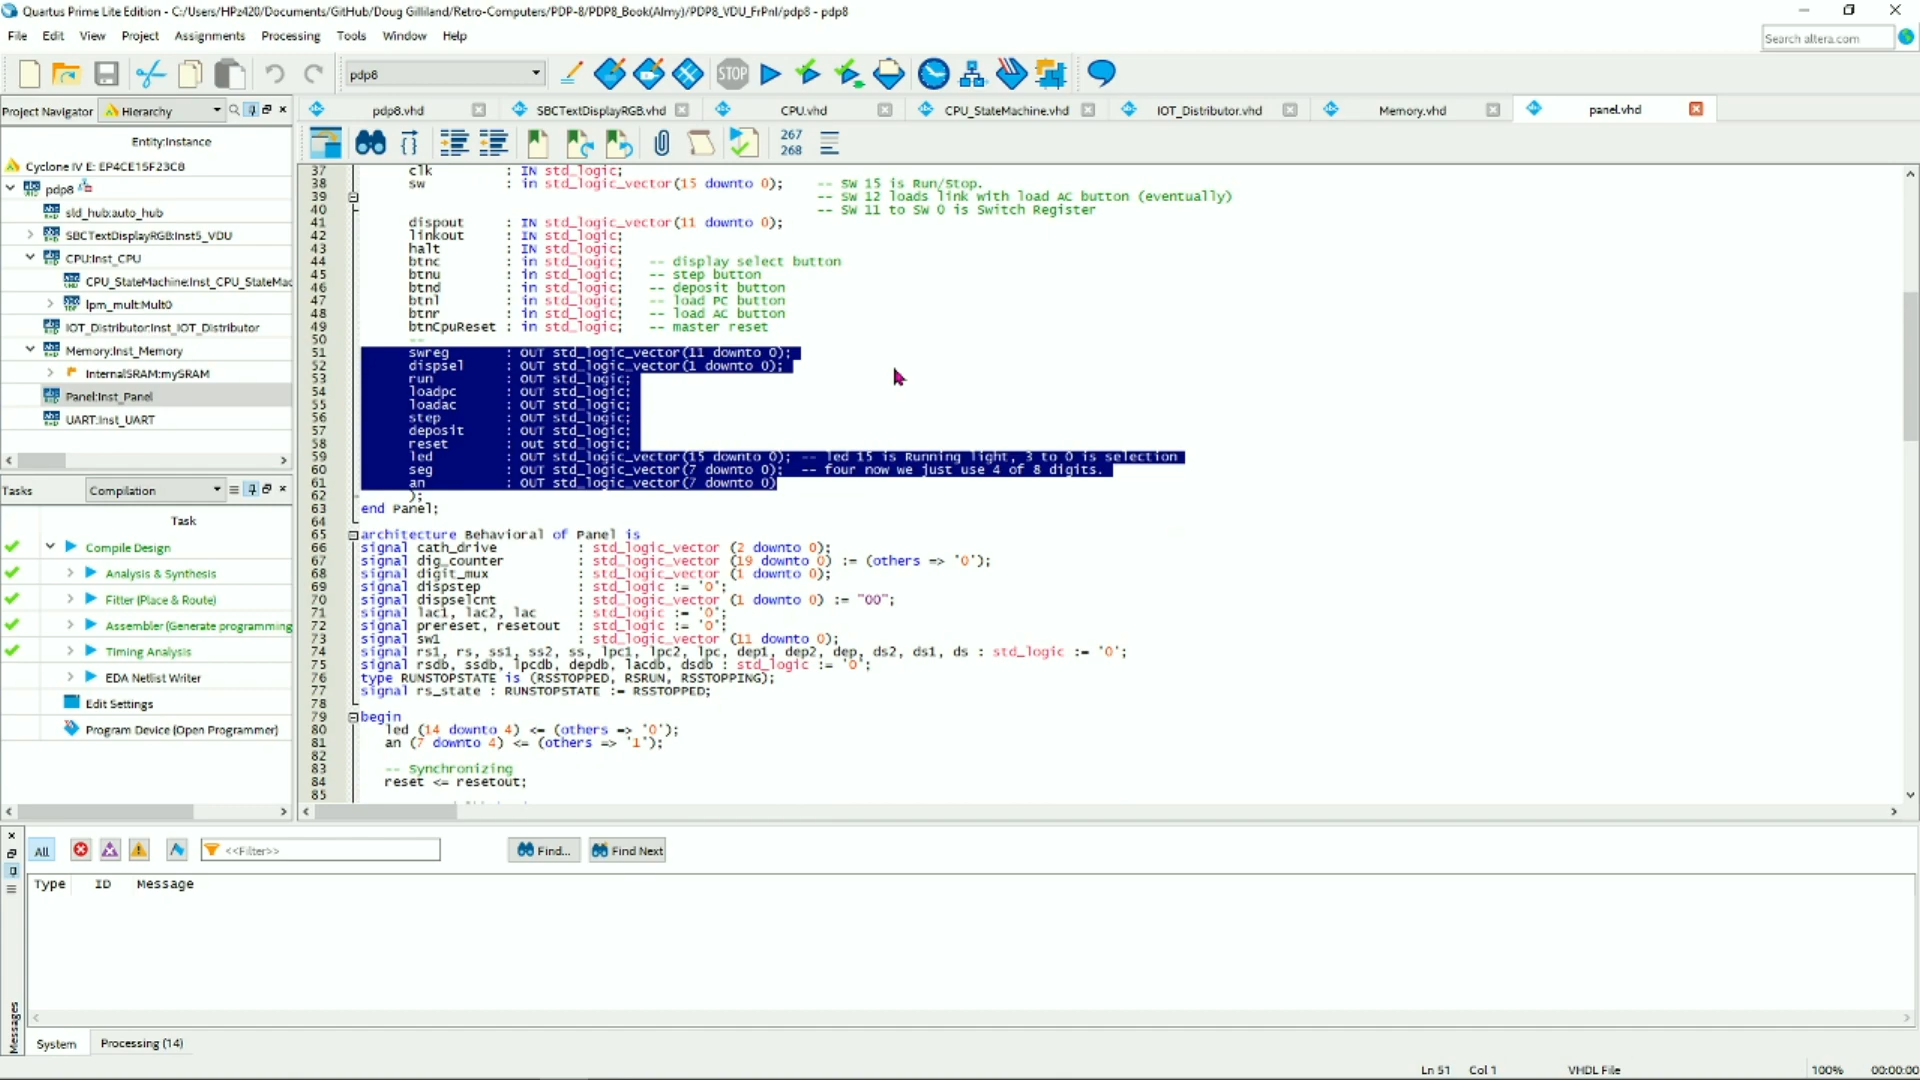 Quartus Prime Lite Edition - C:/Users/HPz420/Documents/GitHub/Doug Gilliland/Retro-Computers/PDP-8/PDP8_Book(Almy)/PDP8_VDU_FrPnl/pdp8 - pdp8
File Edit View Project Assignments Processing Tools Window Help
Search altera.com
pdp8
STOP
Project Navigator Hierarchy
pdp8.vhd SBCTextDisplayRGB.vhd CPU.vhd CPU_StateMachine.vhd IOT_Distributor.vhd Memory.vhd panel.vhd
267
268
Entity:Instance
Cyclone IV E: EP4CE15F23C8
pdp8
sld_hub:auto_hub
SBCTextDisplayRGB:Inst5_VDU
CPU:Inst_CPU
CPU_StateMachine:Inst_CPU_StateMac
lpm_mult:Mult0
IOT_Distributor:Inst_IOT_Distributor
Memory:Inst_Memory
InternalSRAM:mySRAM
Panel:Inst_Panel
UART:Inst_UART
Tasks Compilation
Task
Compile Design
Analysis & Synthesis
Fitter (Place & Route)
Assembler (Generate programming
Timing Analysis
EDA Netlist Writer
Edit Settings
Program Device (Open Programmer)
37 clk : IN std_logic;
38 sw : in std_logic_vector(15 downto 0); -- SW 15 is Run/Stop.
39 -- SW 12 loads link with load AC button (eventually)
40 -- SW 11 to SW 0 is Switch Register
41 dispout : IN std_logic_vector(11 downto 0);
42 linkout : IN std_logic;
43 halt : IN std_logic;
44 btnc : in std_logic; -- display select button
45 btnu : in std_logic; -- step button
46 btnd : in std_logic; -- deposit button
47 btnl : in std_logic; -- load PC button
48 btnr : in std_logic; -- load AC button
49 btnCpuReset : in std_logic; -- master reset
50 --
51 swreg : OUT std_logic_vector(11 downto 0);
52 dispsel : OUT std_logic_vector(1 downto 0);
53 run : OUT std_logic;
54 loadpc : OUT std_logic;
55 loadac : OUT std_logic;
56 step : OUT std_logic;
57 deposit : OUT std_logic;
58 reset : out std_logic;
59 led : OUT std_logic_vector(15 downto 0); -- led 15 is Running light, 3 to 0 is selection
60 seg : OUT std_logic_vector(7 downto 0); -- four now we just use 4 of 8 digits.
61 an : OUT std_logic_vector(7 downto 0)
62 );
63 end Panel;
64
65 architecture Behavioral of Panel is
66 signal cath_drive : std_logic_vector (2 downto 0);
67 signal dig_counter : std_logic_vector (19 downto 0) := (others => '0');
68 signal digit_mux : std_logic_vector (1 downto 0);
69 signal dispstep : std_logic := '0';
70 signal dispselcnt : std_logic_vector (1 downto 0) := "00";
71 signal lac1, lac2, lac : std_logic := '0';
72 signal prereset, resetout : std_logic := '0';
73 signal sw1 : std_logic_vector (11 downto 0);
74 signal rs1, rs, ss1, ss2, ss, lpc1, lpc2, lpc, dep1, dep2, dep, ds2, ds1, ds : std_logic := '0';
75 signal rsdb, ssdb, lpcdb, depdb, lacdb, dsdb : std_logic := '0';
76 type RUNSTOPSTATE is (RSSTOPPED, RSRUN, RSSTOPPING);
77 signal rs_state : RUNSTOPSTATE := RSSTOPPED;
78
79 begin
80 led (14 downto 4) <= (others => '0');
81 an (7 downto 4) <= (others => '1');
82
83 -- Synchronizing
84 reset <= resetout;
85
All <<Filter>> Find... Find Next
Type ID Message
Messages
System Processing (14)
Ln 51 Col 1 VHDL File 100% 00:00:00